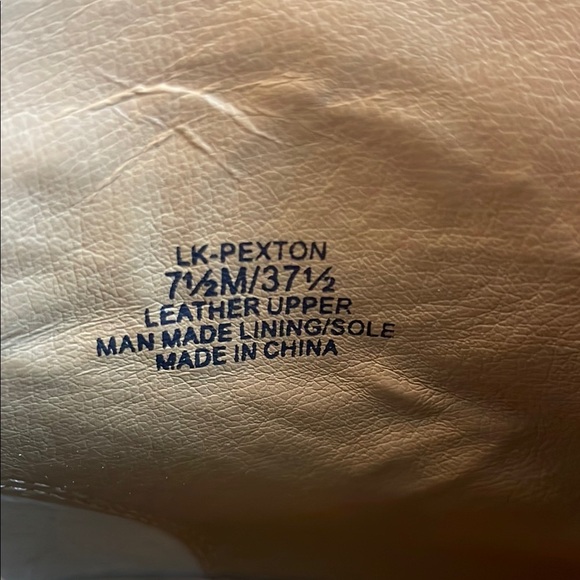 LK-PEXTON
7½M/37½
LEATHER UPPER
MAN MADE LINING/SOLE
MADE IN CHINA